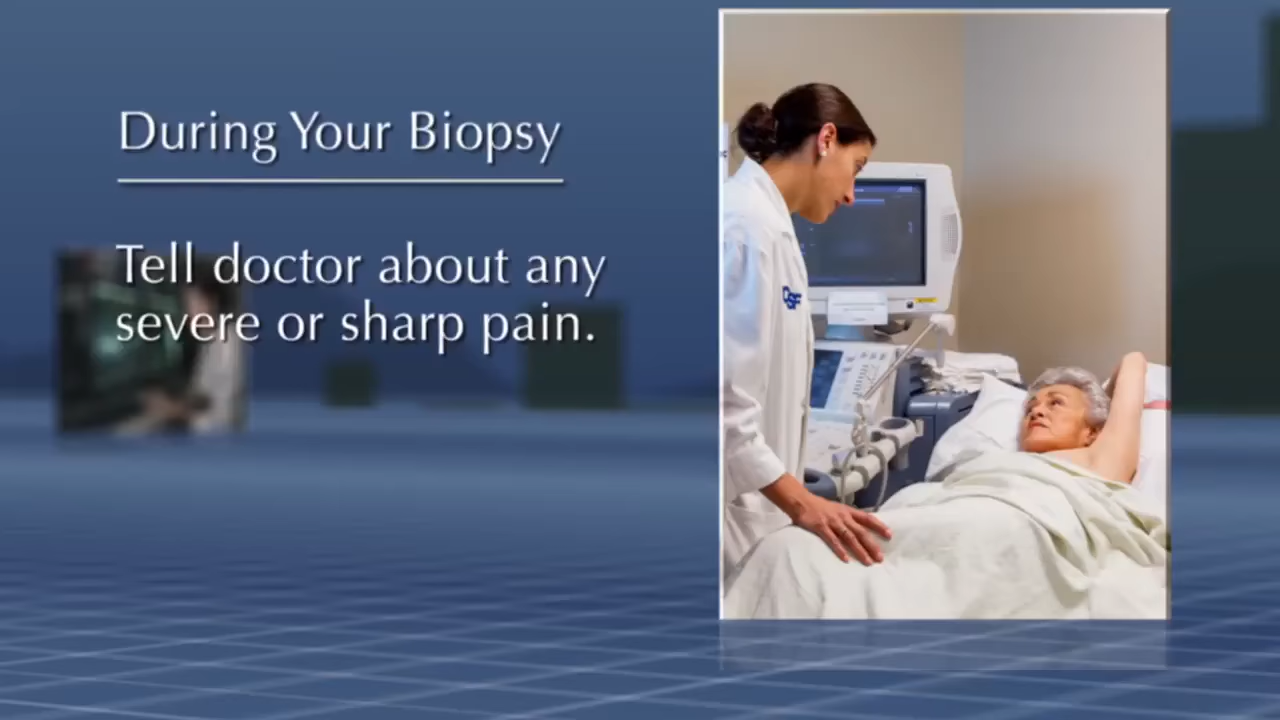 During Your Biopsy
Tell doctor about any
severe or sharp pain.